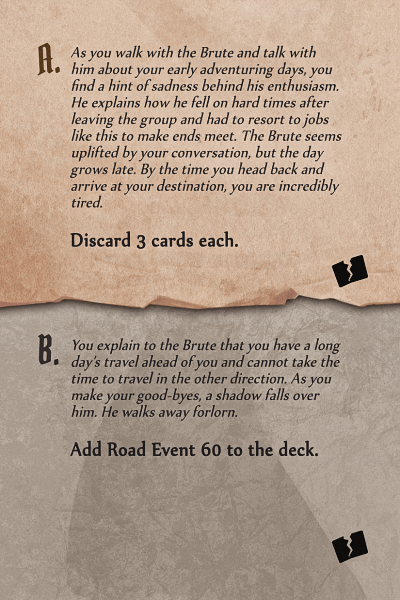 A.
As you walk with the Brute and talk with
him about your early adventuring days, you
find a hint of sadness behind his enthusiasm.
He explains how he fell on hard times after
leaving the group and had to resort to jobs
like this to make ends meet. The Brute seems
uplifted by your conversation, but the day
grows late. By the time you head back and
arrive at your destination, you are incredibly
tired.
Discard 3 cards each.
B.
You explain to the Brute that you have a long
day's travel ahead of you and cannot take the
time to travel in the other direction. As you
make your good-byes, a shadow falls over
him. He walks away forlorn.
Add Road Event 60 to the deck.